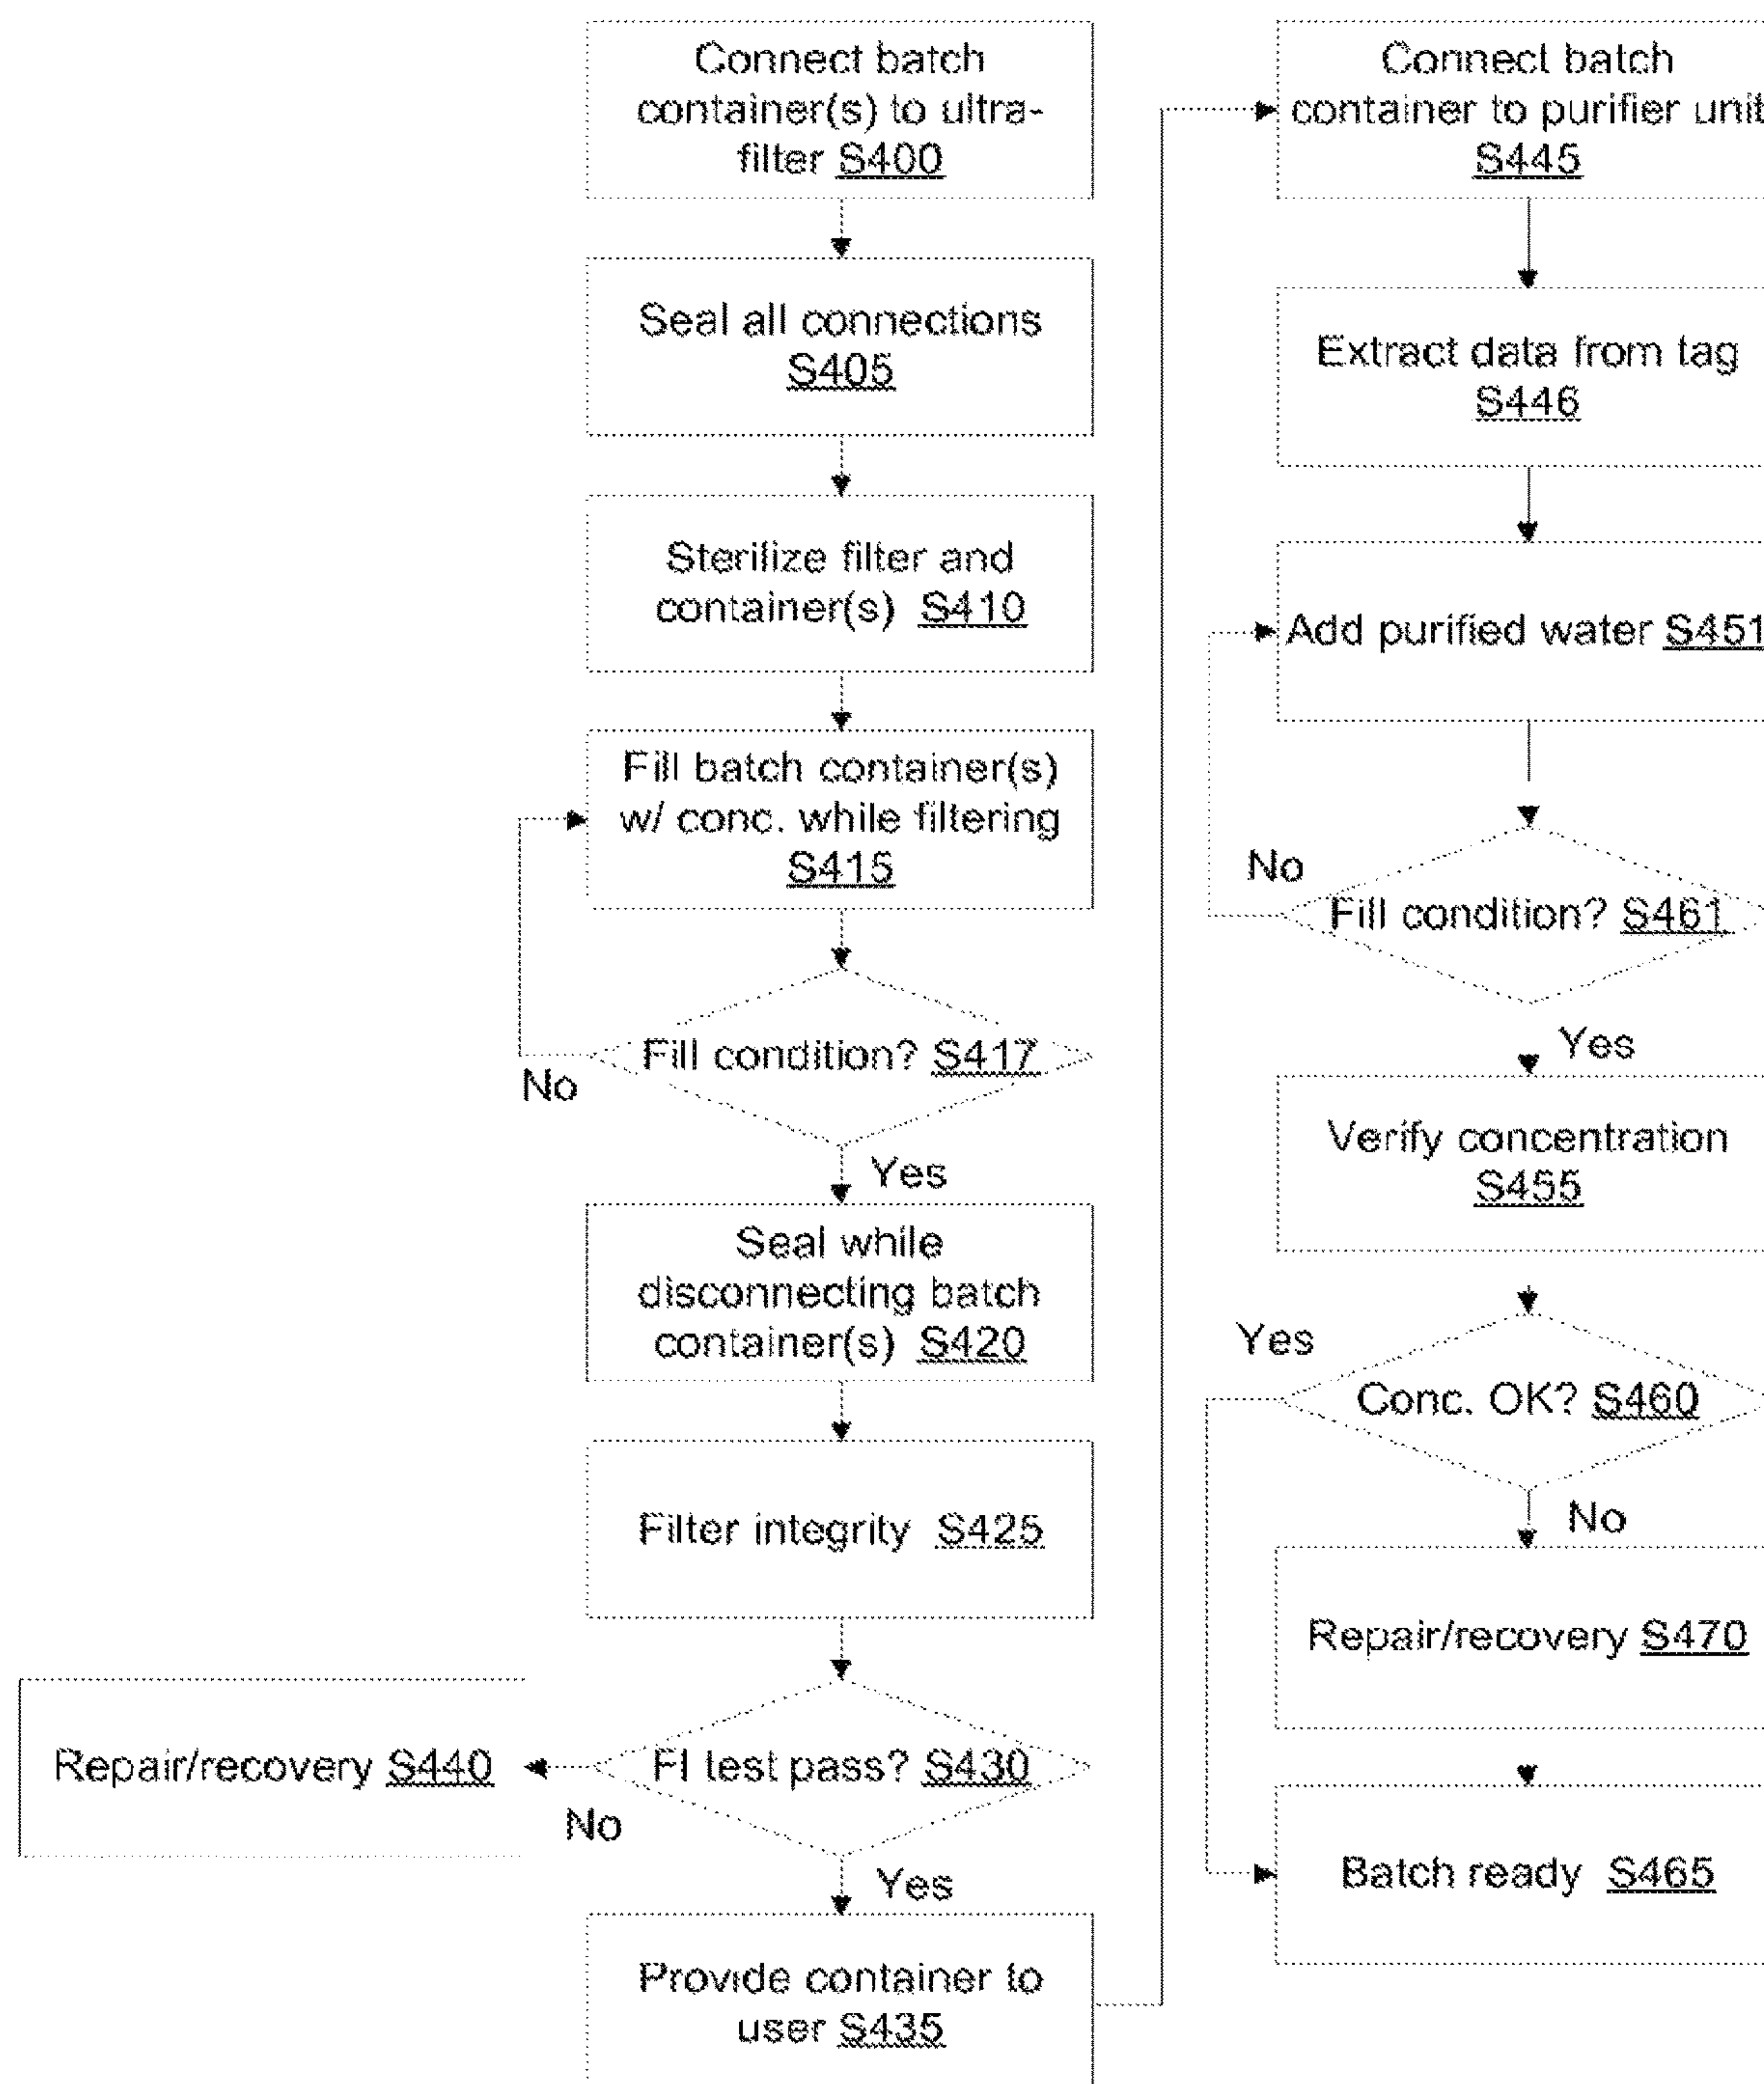 Connect batch
container(s) to ultra-
filter S400
Seal all connections
S405
Sterilize filter and
container(s) S410
Fill batch container(s)
w/ conc. while filtering
S415
Fill condition? S417
No
Yes
Seal while
disconnecting batch
container(s) S420
Filter integrity S425
FI test pass? S430
No
Repair/recovery S440
Yes
Provide container to
user S435
Connect batch
container to purifier unit
S445
Extract data from tag
S446
Add purified water S451
No
Fill condition? S461
Yes
Verify concentration
S455
Yes
Conc. OK? S460
No
Repair/recovery S470
Batch ready S465